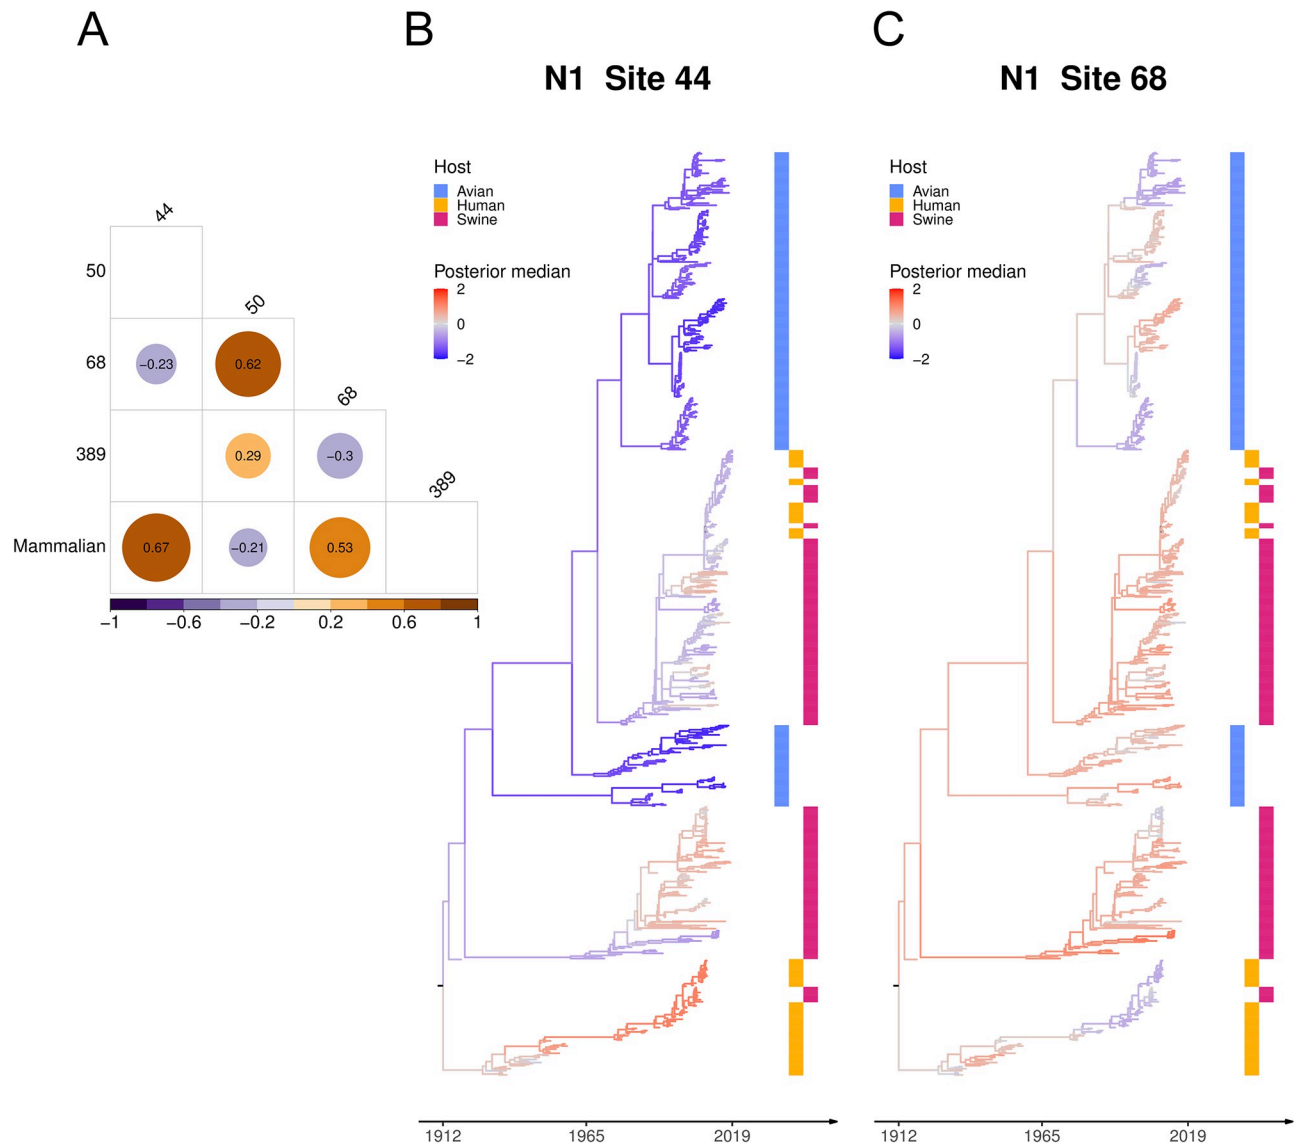 A
B
C
N1 Site 44
N1 Site 68
44
50
50
68
−0.23
0.62
68
389
0.29
−0.3
389
Mammalian
0.67
−0.21
0.53
−1
−0.6
−0.2
0.2
0.6
1
Host
Avian
Human
Swine
Posterior median
2
0
−2
1912
1965
2019
Host
Avian
Human
Swine
Posterior median
2
0
−2
1912
1965
2019